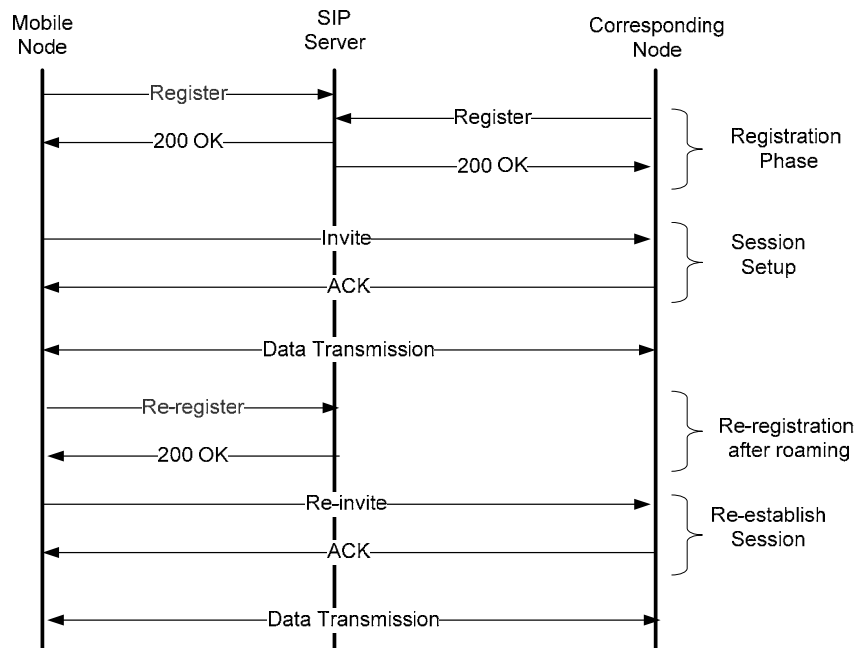 Mobile
Node
SIP
Server
Corresponding
Node
Register
Register
200 OK
200 OK
Registration
Phase
Invite
ACK
Session
Setup
Data Transmission
Re-register
200 OK
Re-registration
after roaming
Re-invite
ACK
Re-establish
Session
Data Transmission